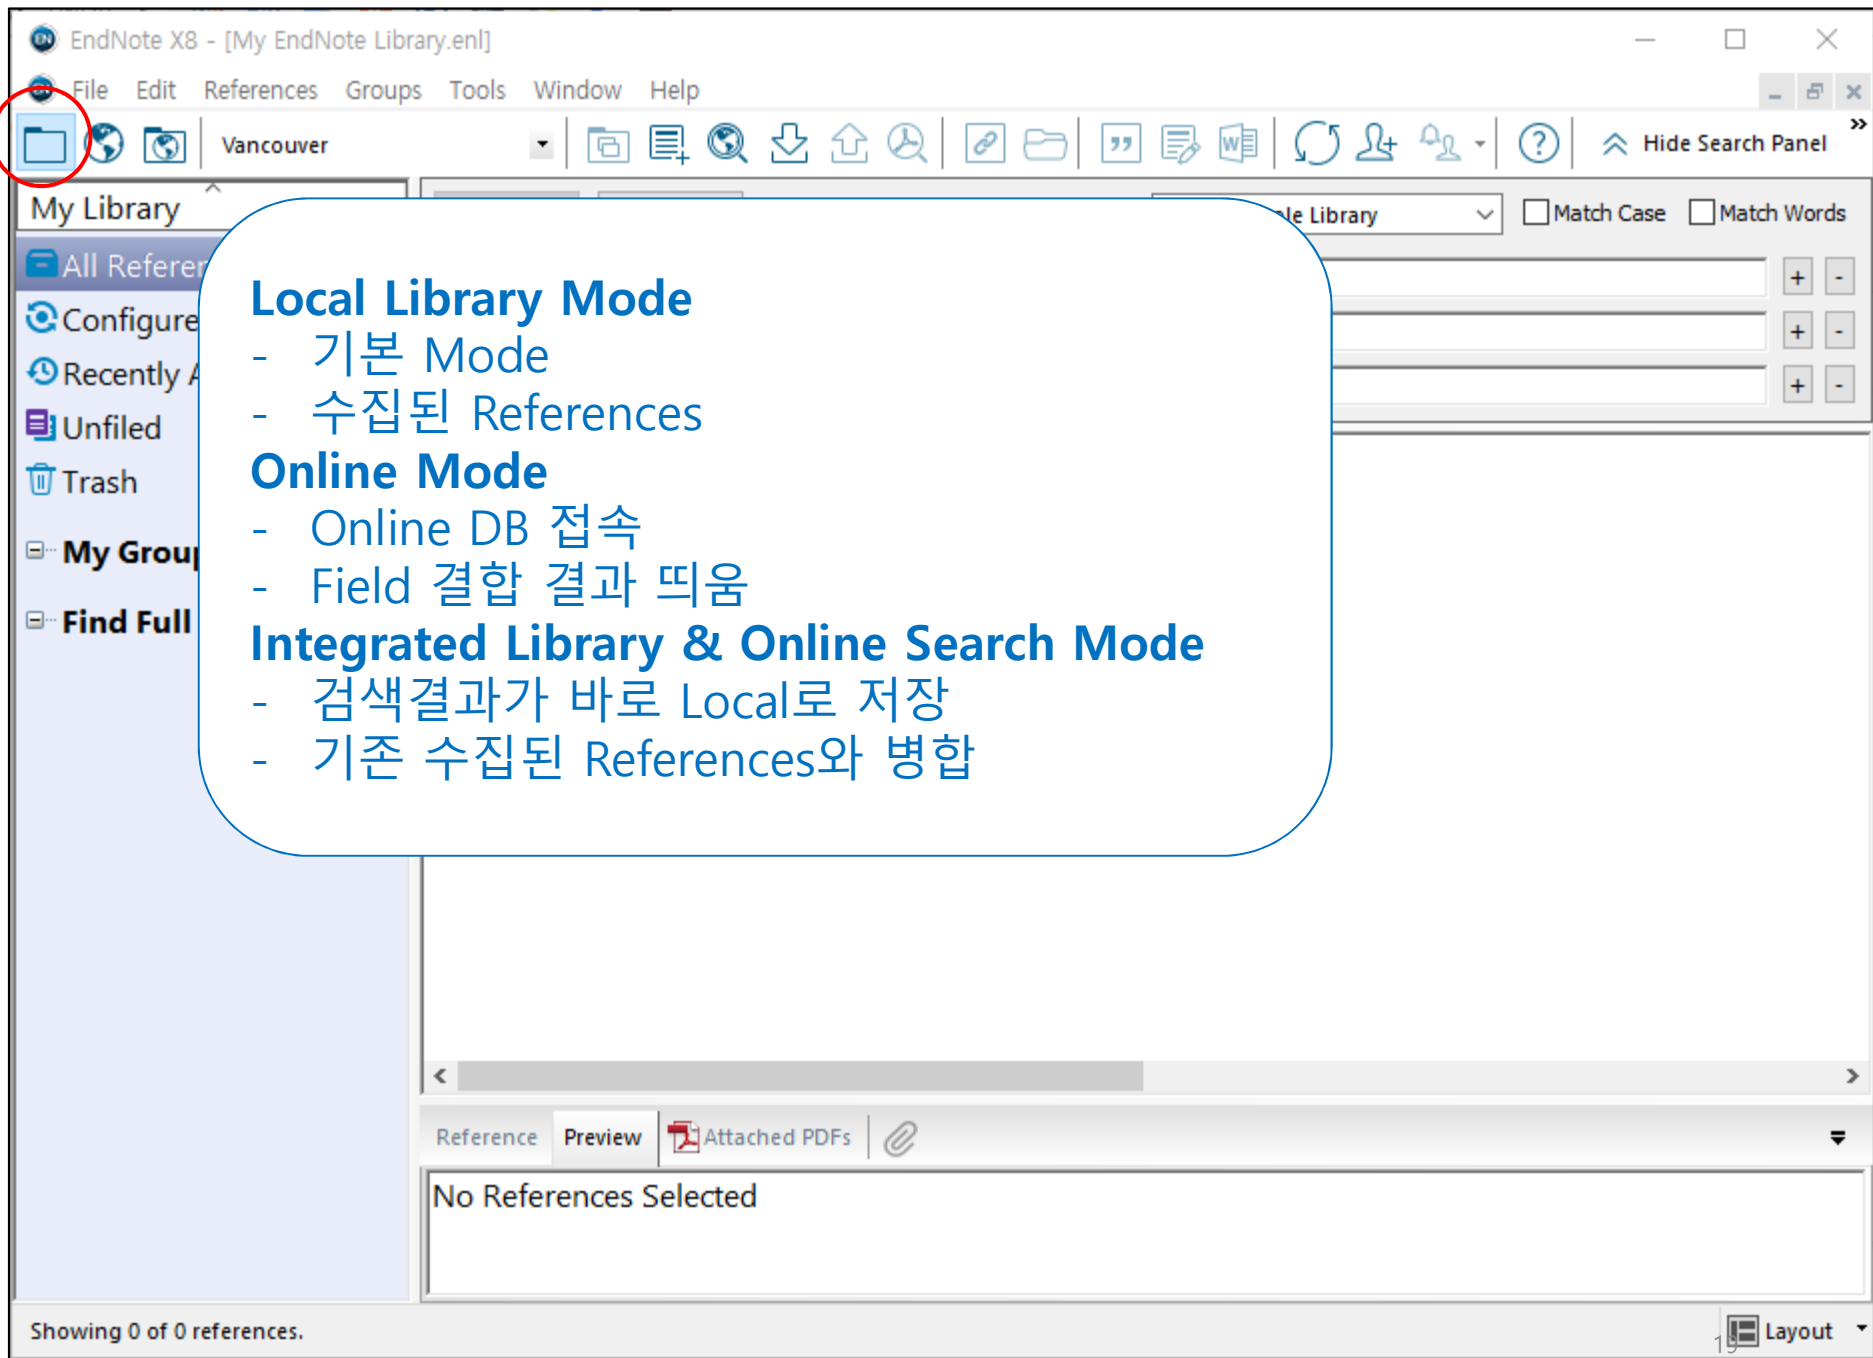 EndNote X8 - [My EndNote Library.enl]
File Edit References Groups Tools Window Help
Vancouver
Hide Search Panel
My Library
Library
Match Case
Match Words
All
Configure
Recently
Unfiled
Trash
My
Find Full
Local Library Mode
- 기본 Mode
- 수집된 References
Online Mode
- Online DB 접속
- Field 결합 결과 띄움
Integrated Library & Online Search Mode
- 검색결과가 바로 Local로 저장
- 기존 수집된 References와 병합
Reference Preview Attached PDFs
No References Selected
Showing 0 of 0 references.
Layout